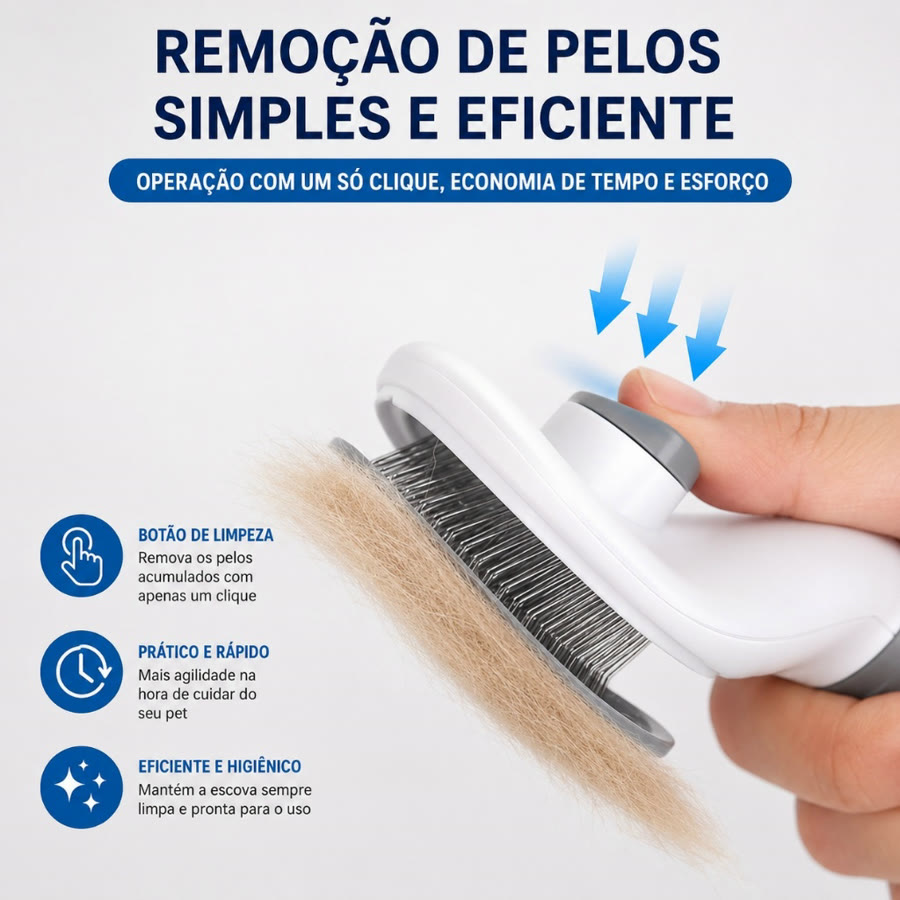 REMOÇÃO DE PELOS
SIMPLES E EFICIENTE
OPERAÇÃO COM UM SÓ CLIQUE, ECONOMIA DE TEMPO E ESFORÇO
BOTÃO DE LIMPEZA
Remova os pelos
acumulados com
apenas um clique
PRÁTICO E RÁPIDO
Mais agilidade na
hora de cuidar do
seu pet
EFICIENTE E HIGIÊNICO
Mantém a escova sempre
limpa e pronta para o uso